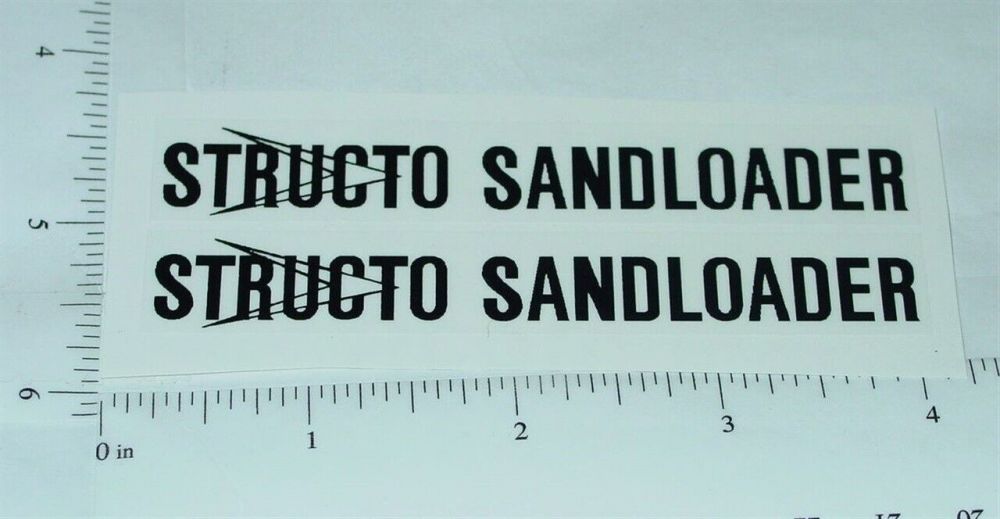 4
STRUCTO SANDLOADER
5
STRUCTO SANDLOADER
6
0 in 1 2 3 4